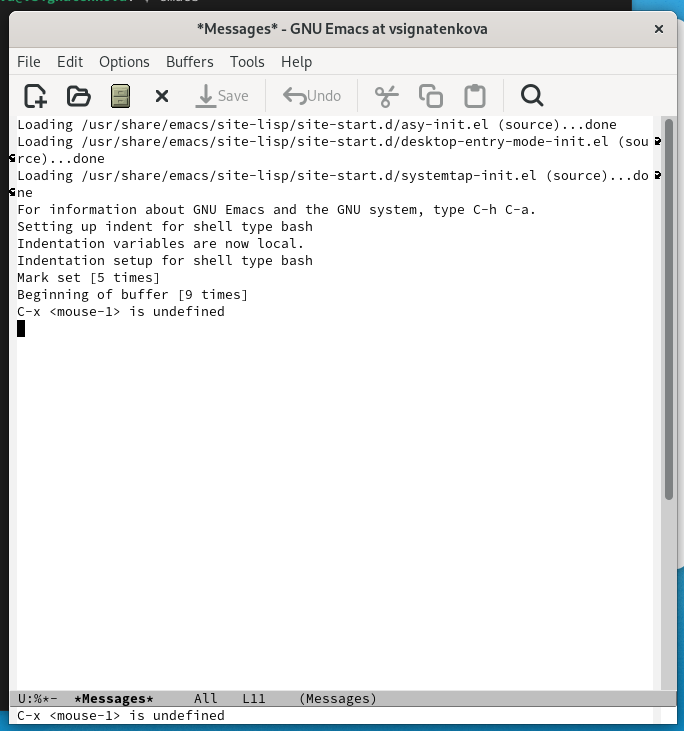 *Messages* - GNU Emacs at vsignatenkova
File Edit Options Buffers Tools Help
Save Undo
Loading /usr/share/emacs/site-lisp/site-start.d/asy-init.el (source)...done
Loading /usr/share/emacs/site-lisp/site-start.d/desktop-entry-mode-init.el (sou
rce)...done
Loading /usr/share/emacs/site-lisp/site-start.d/systemtap-init.el (source)...do
ne
For information about GNU Emacs and the GNU system, type C-h C-a.
Setting up indent for shell type bash
Indentation variables are now local.
Indentation setup for shell type bash
Mark set [5 times]
Beginning of buffer [9 times]
C-x <mouse-1> is undefined
U:%*-  *Messages*     All   L11    (Messages)
C-x <mouse-1> is undefined